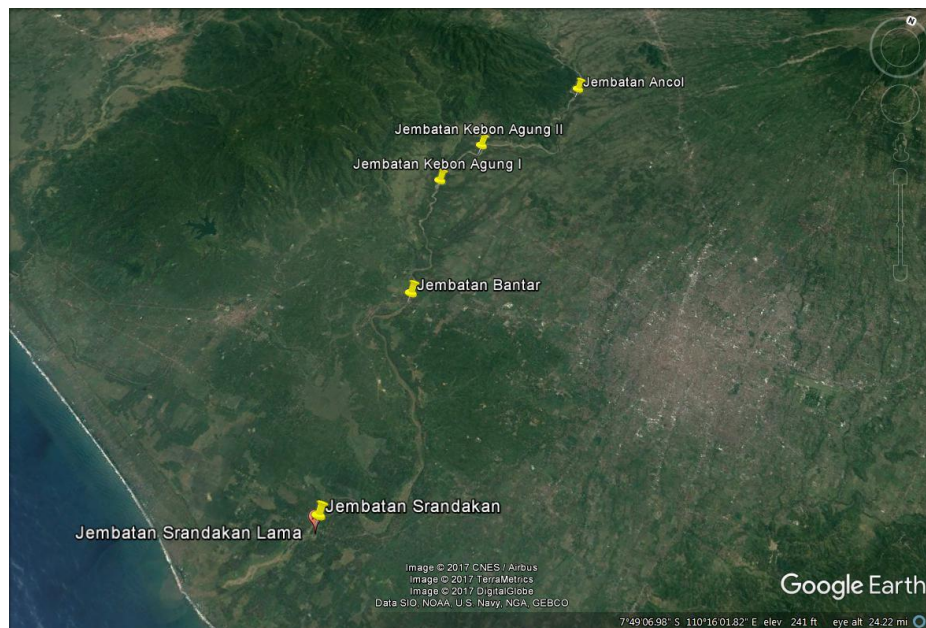 N
Jembatan Ancol
Jembatan Kebon Agung II
Jembatan Kebon Agung I
Jembatan Bantar
Jembatan Srandakan
Jembatan Srandakan Lama
Image © 2017 CNES / Airbus
Image © 2017 TerraMetrics
Image © 2017 DigitalGlobe
Data SIO, NOAA, U.S. Navy, NGA, GEBCO
Google Earth
7°49'06.98" S 110°16'01.82" E elev 241 ft eye alt 24.22 mi